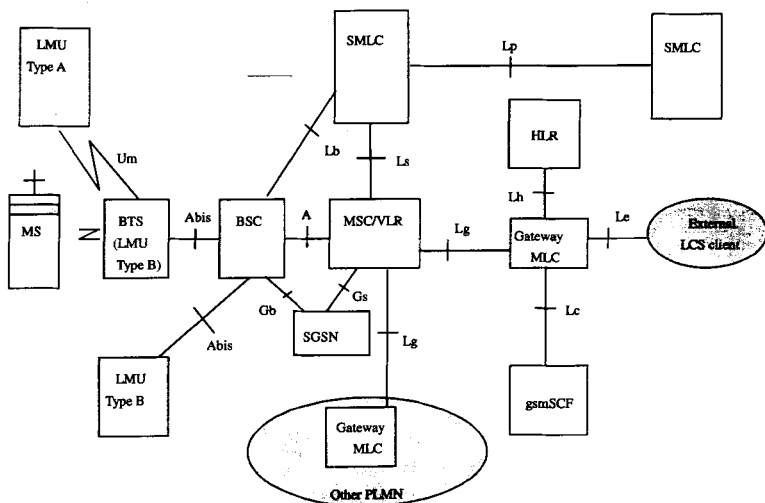 LMU
Type A
SMLC
Lp
SMLC
Um
Lb
Ls
HLR
Lh
MS
BTS
(LMU
Type B)
Abis
BSC
A
MSC/VLR
Lg
Gateway
MLC
Le
External
LCS client
Gb
Gs
SGSN
Abis
Lg
Lc
LMU
Type B
gsmSCF
Gateway
MLC
Other PLMN